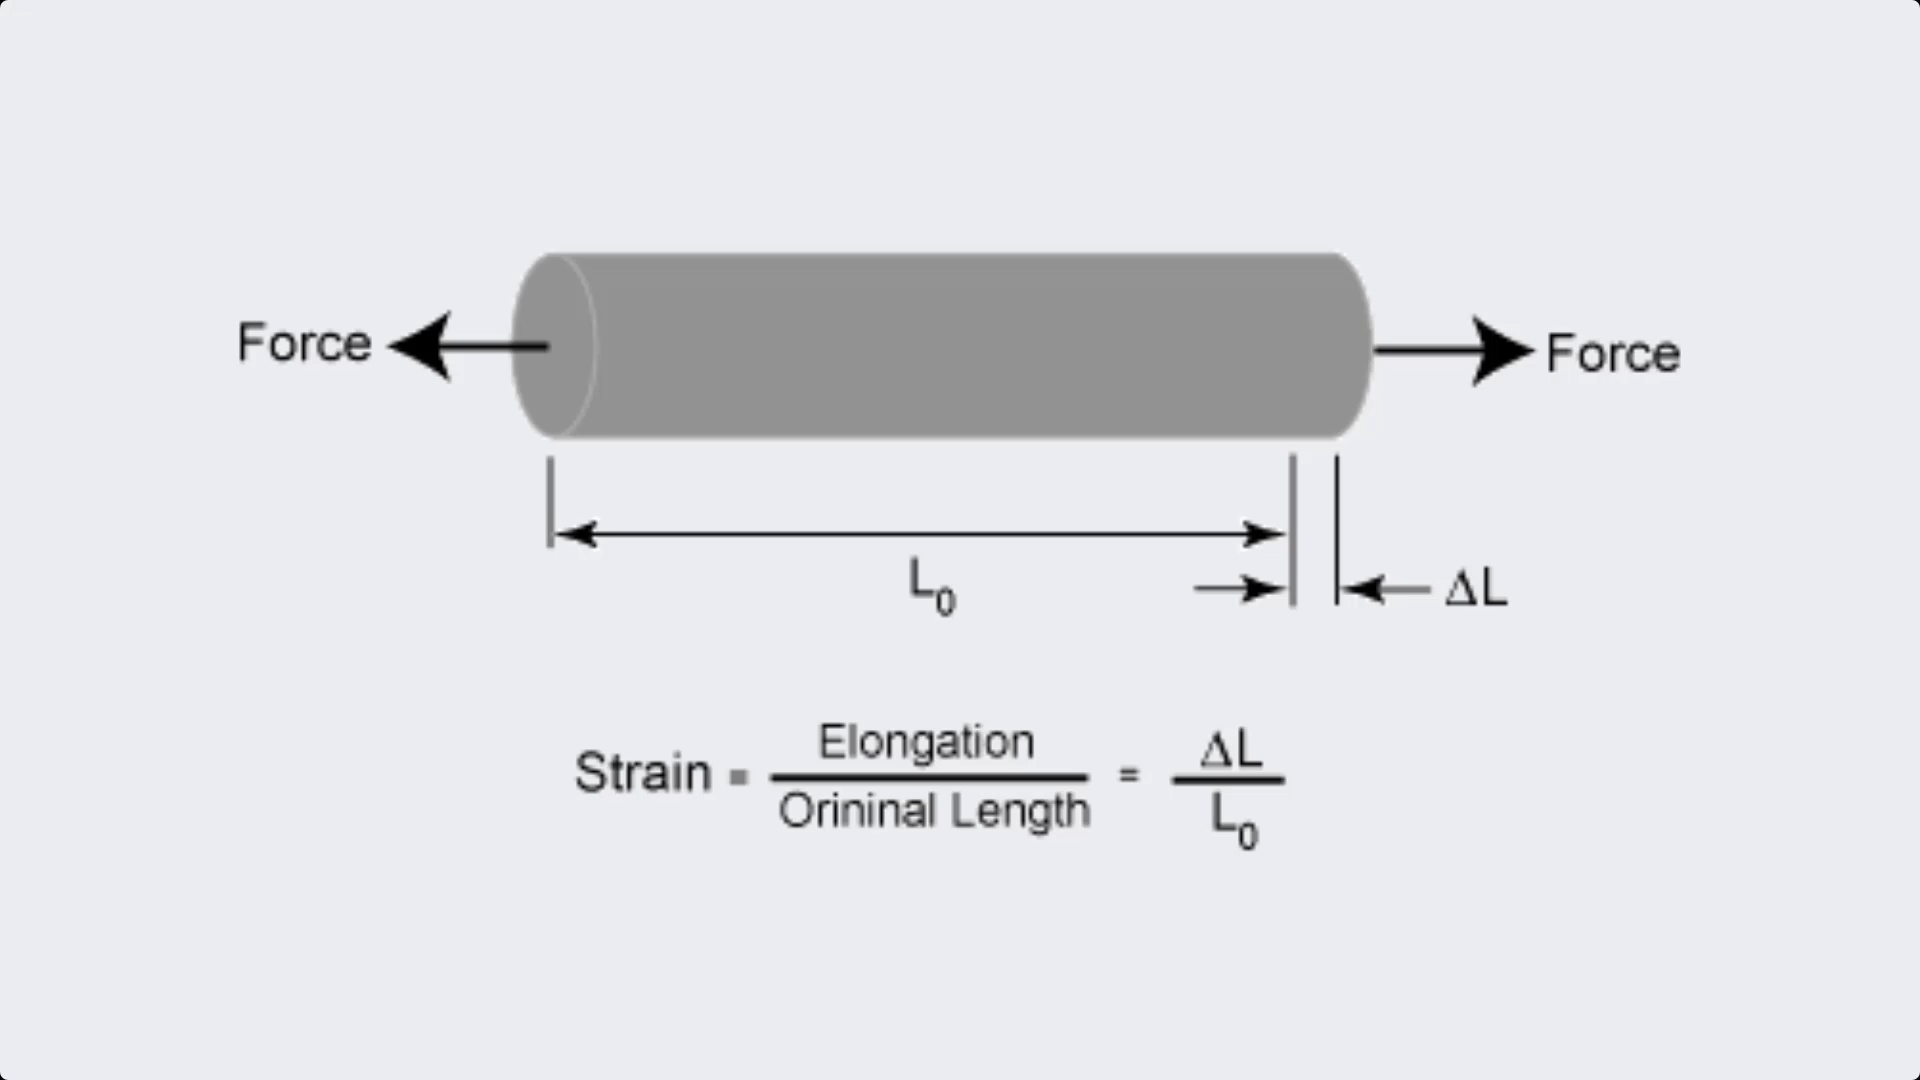 Force
Force
L₀
ΔL
Strain = Elongation / Orininal Length = ΔL / L₀